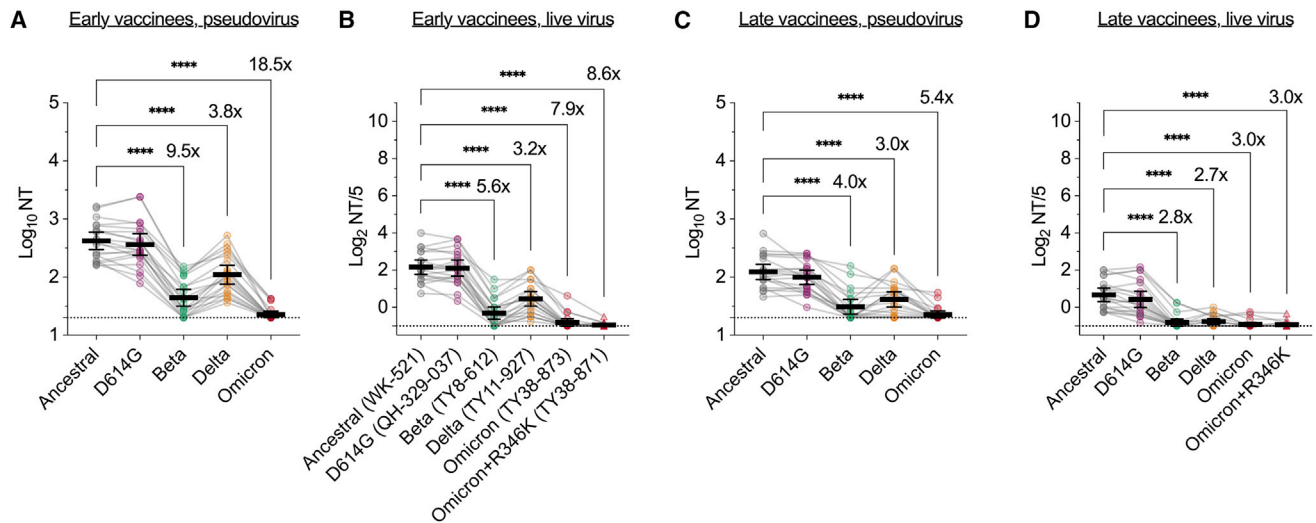 A Early vaccinees, pseudovirus
**** 18.5x
**** 3.8x
**** 9.5x
Log10 NT
5
4
3
2
1
Ancestral
D614G
Beta
Delta
Omicron
B Early vaccinees, live virus
**** 8.6x
**** 7.9x
**** 3.2x
**** 5.6x
Log2 NT/5
10
8
6
4
2
0
Ancestral (WK-521)
D614G (QH-329-037)
Beta (TY8-612)
Delta (TY11-927)
Omicron (TY38-873)
Omicron+R346K (TY38-871)
C Late vaccinees, pseudovirus
**** 5.4x
**** 3.0x
**** 4.0x
Log10 NT
5
4
3
2
1
Ancestral
D614G
Beta
Delta
Omicron
D Late vaccinees, live virus
**** 3.0x
**** 3.0x
**** 2.7x
**** 2.8x
Log2 NT/5
10
8
6
4
2
0
Ancestral
D614G
Beta
Delta
Omicron
Omicron+R346K